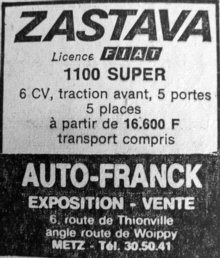 ZASTAVA
Licence FIAT
1100 SUPER
6 CV, traction avant, 5 portes
5 places
à partir de 16.600 F
transport compris
AUTO-FRANCK
EXPOSITION - VENTE
6, route de Thionville
angle route de Woippy
METZ - Tél. 30.50.41